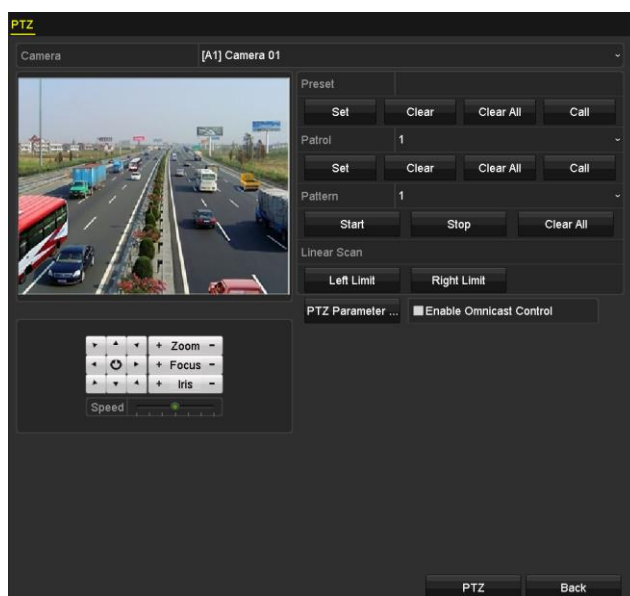 PTZ
Camera [A1] Camera 01
Preset
Set Clear Clear All Call
Patrol 1
Set Clear Clear All Call
Pattern 1
Start Stop Clear All
Linear Scan
Left Limit Right Limit
PTZ Parameter ... Enable Omnicast Control
+ Zoom -
+ Focus -
+ Iris -
Speed
PTZ Back